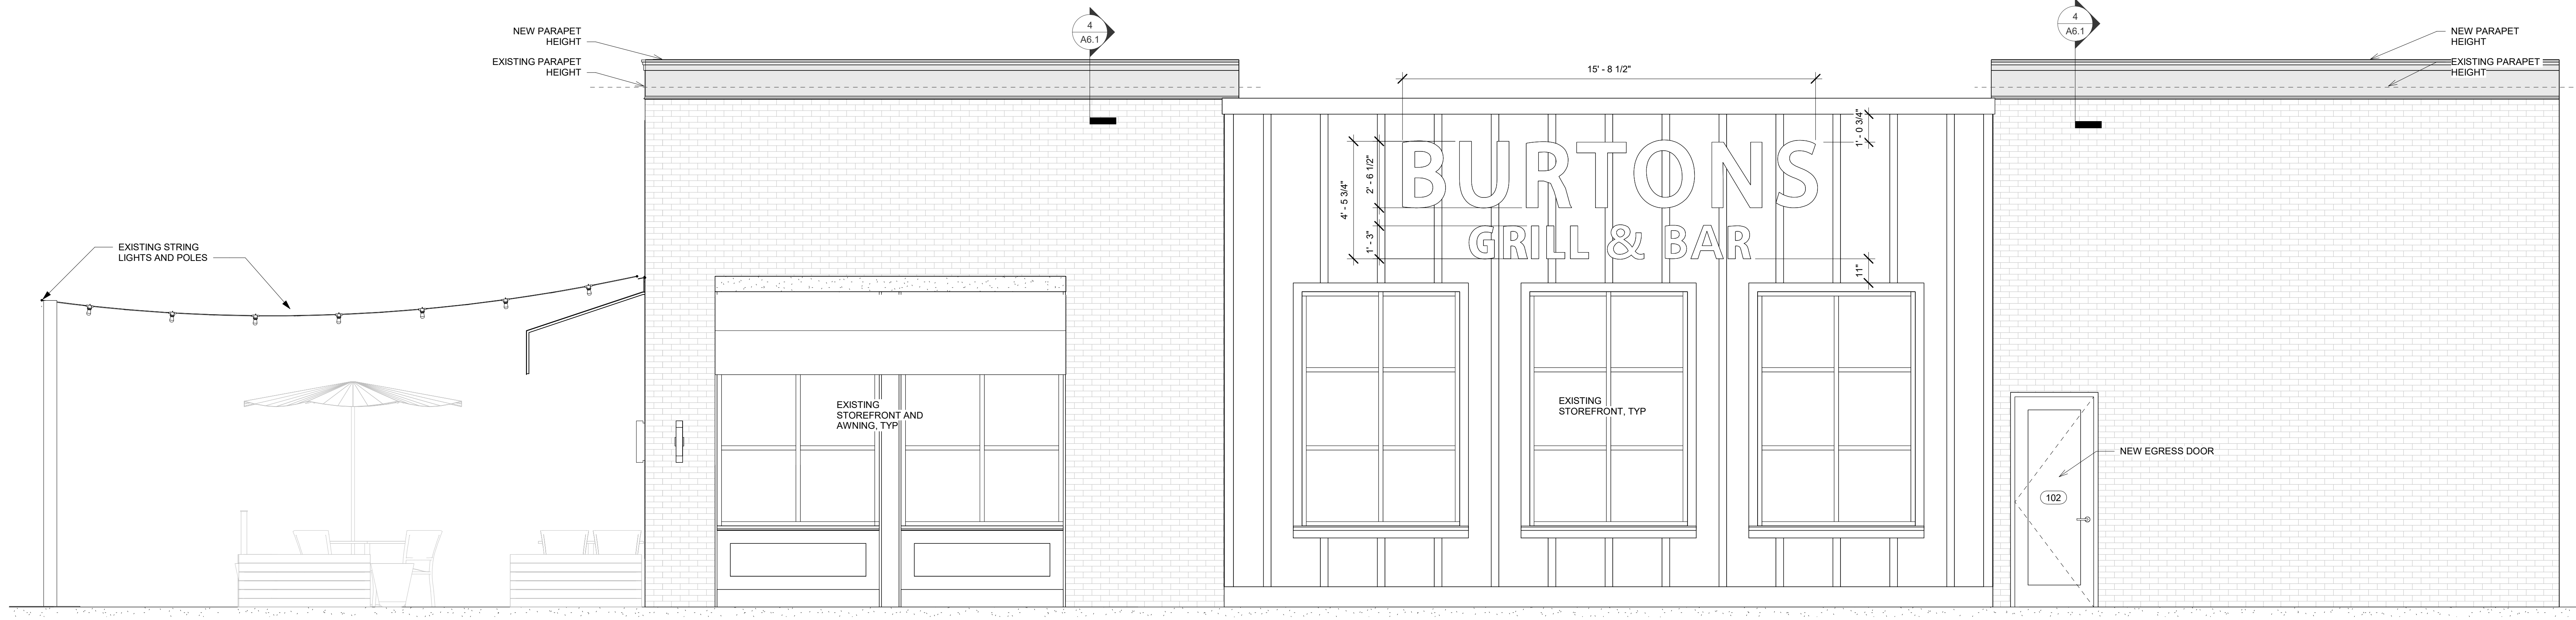 NEW PARAPET
HEIGHT
EXISTING PARAPET
HEIGHT
4
A6.1
15' - 8 1/2"
4
A6.1
NEW PARAPET
HEIGHT
EXISTING PARAPET
HEIGHT
1' - 0 3/4"
BURTONS
2' - 6 1/2"
4' - 5 3/4"
1' - 3"
GRILL & BAR
11"
EXISTING STRING
LIGHTS AND POLES
EXISTING
STOREFRONT AND
AWNING, TYP
EXISTING
STOREFRONT, TYP
NEW EGRESS DOOR
102